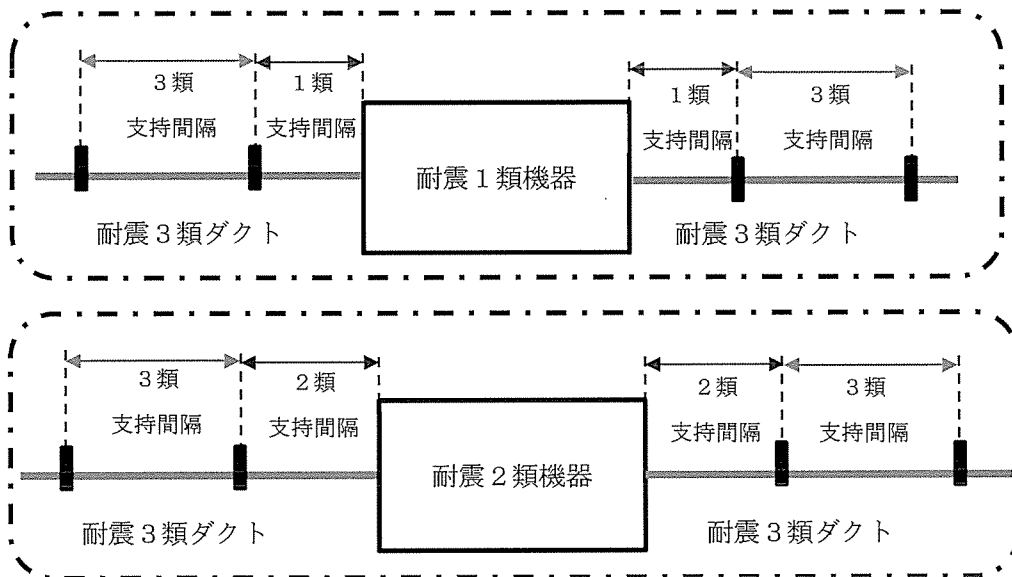 3類
支持間隔
1類
支持間隔
耐震1類機器
1類
支持間隔
3類
支持間隔
耐震3類ダクト
耐震3類ダクト
3類
支持間隔
2類
支持間隔
耐震2類機器
2類
支持間隔
3類
支持間隔
耐震3類ダクト
耐震3類ダクト